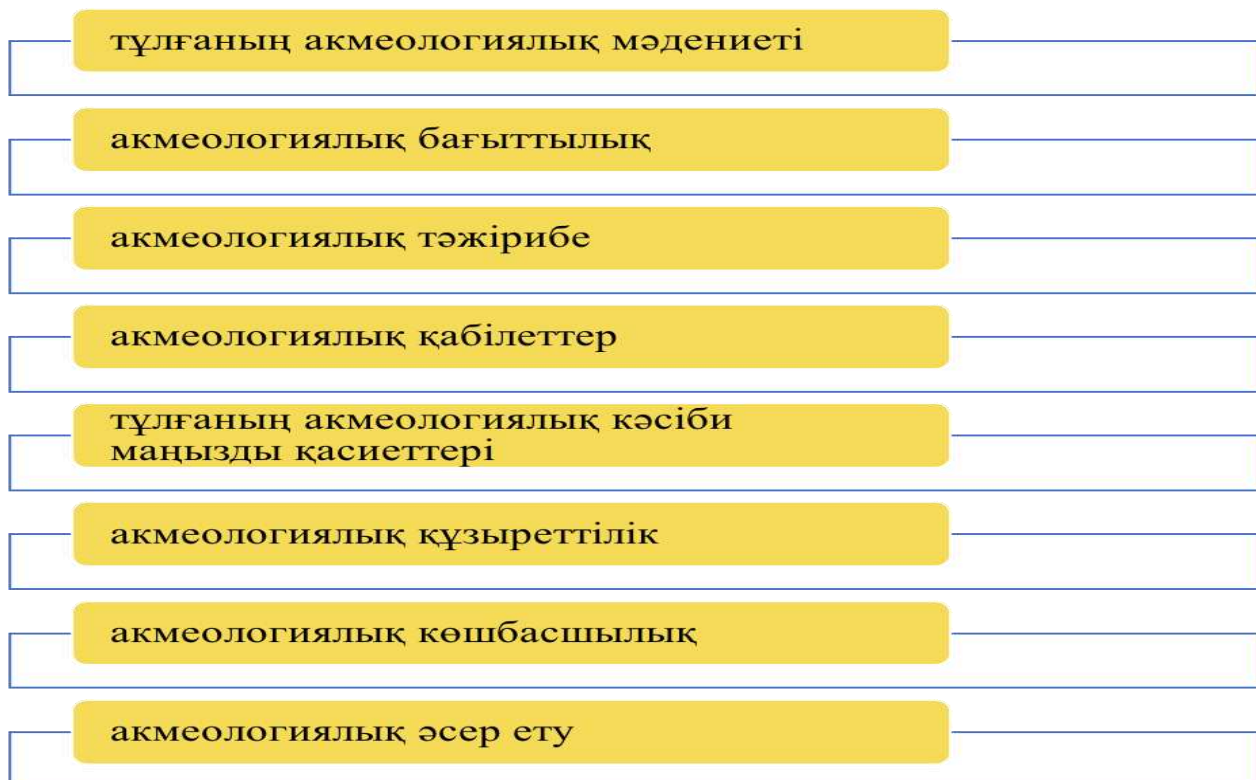 тұлғаның акмеологиялық мәдениеті
акмеологиялық бағыттылық
акмеологиялық тәжірибе
акмеологиялық қабілеттер
тұлғаның акмеологиялық кәсіби
маңызды қасиеттері
акмеологиялық құзыреттілік
акмеологиялық көшбасшылық
акмеологиялық әсер ету